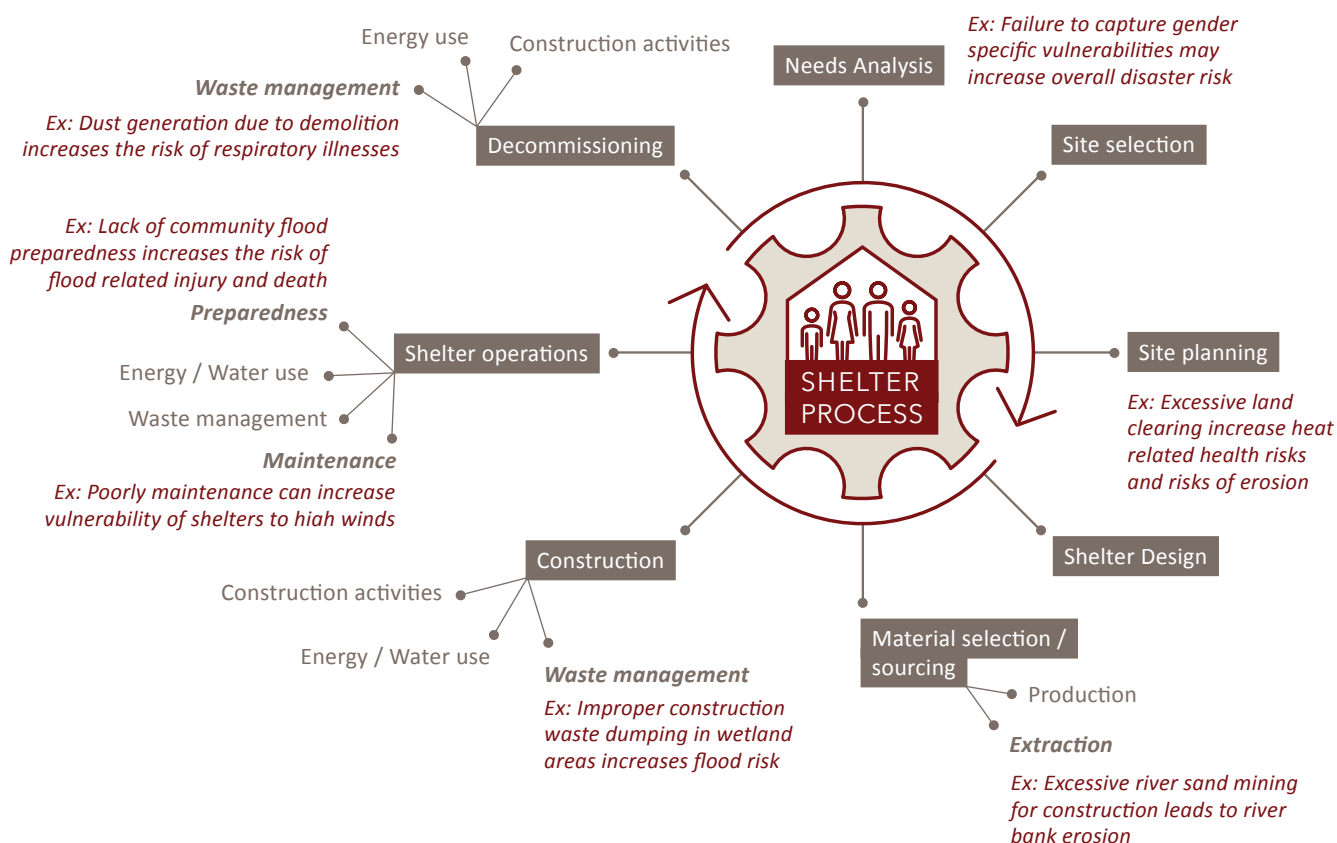 Needs Analysis
Ex: Failure to capture gender
specific vulnerabilities may
increase overall disaster risk
Site selection
Site planning
Ex: Excessive land
clearing increase heat
related health risks
and risks of erosion
Shelter Design
Material selection /
sourcing
Production
Extraction
Ex: Excessive river sand mining
for construction leads to river
bank erosion
Construction
Construction activities
Energy / Water use
Waste management
Ex: Improper construction
waste dumping in wetland
areas increases flood risk
Shelter operations
Ex: Lack of community flood
preparedness increases the risk of
flood related injury and death
Preparedness
Energy / Water use
Waste management
Maintenance
Ex: Poorly maintenance can increase
vulnerability of shelters to hiah winds
Decommissioning
Energy use
Construction activities
Waste management
Ex: Dust generation due to demolition
increases the risk of respiratory illnesses
SHELTER
PROCESS